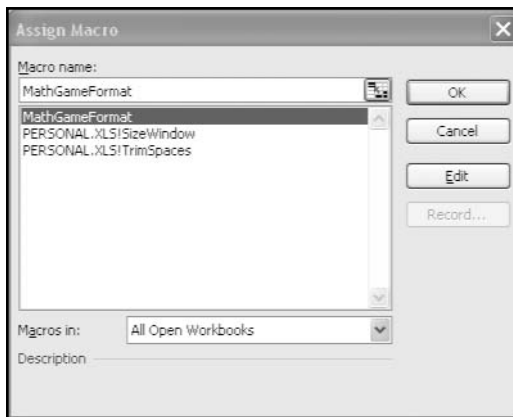 Assign Macro
Macro name:
MathGameFormat
MathGameFormat
PERSONAL.XLS!SizeWindow
PERSONAL.XLS!TrimSpaces
OK
Cancel
Edit
Record...
Macros in: All Open Workbooks
Description